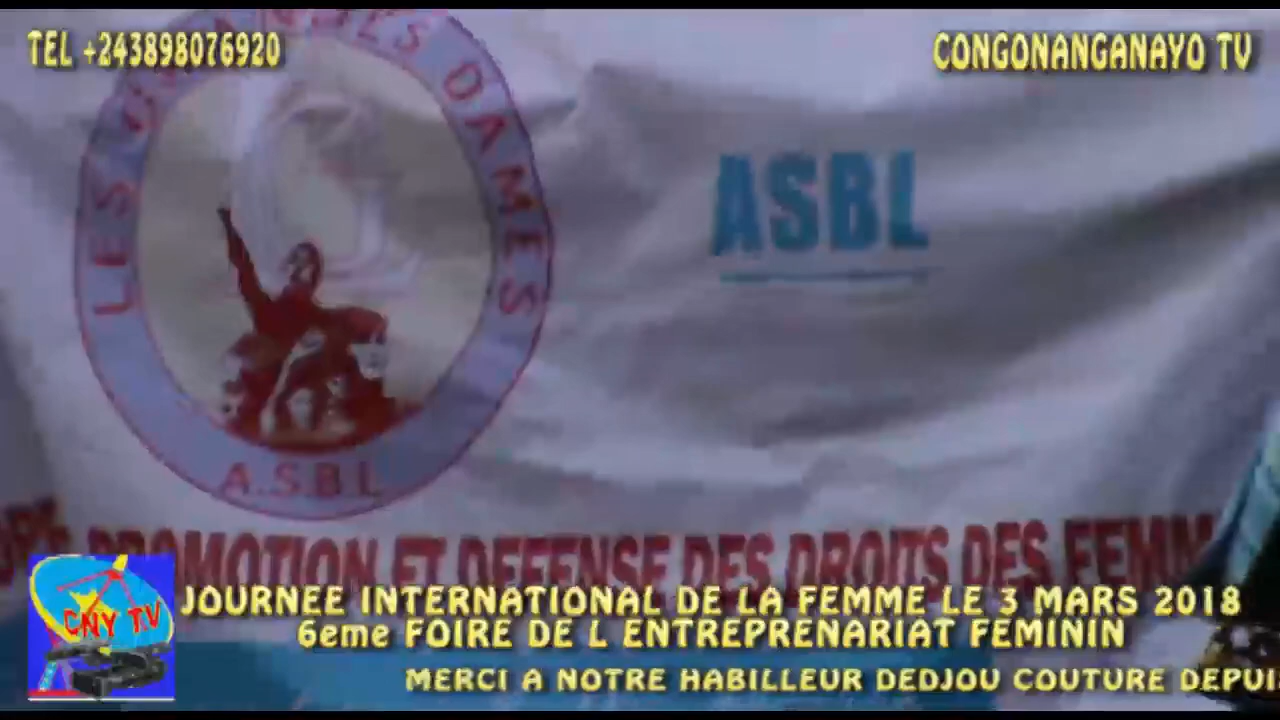 TEL +243898076920
CONGONANGANAYO TV
LES GRANDES DAMES
ASBL
A.S.B.L
PROMOTION ET DEFENSE DES DROITS DES FEMM
CNY TV
JOURNEE INTERNATIONAL DE LA FEMME LE 3 MARS 2018
6eme FOIRE DE L ENTREPRENARIAT FEMININ
MERCI A NOTRE HABILLEUR DEDJOU COUTURE DEPUI